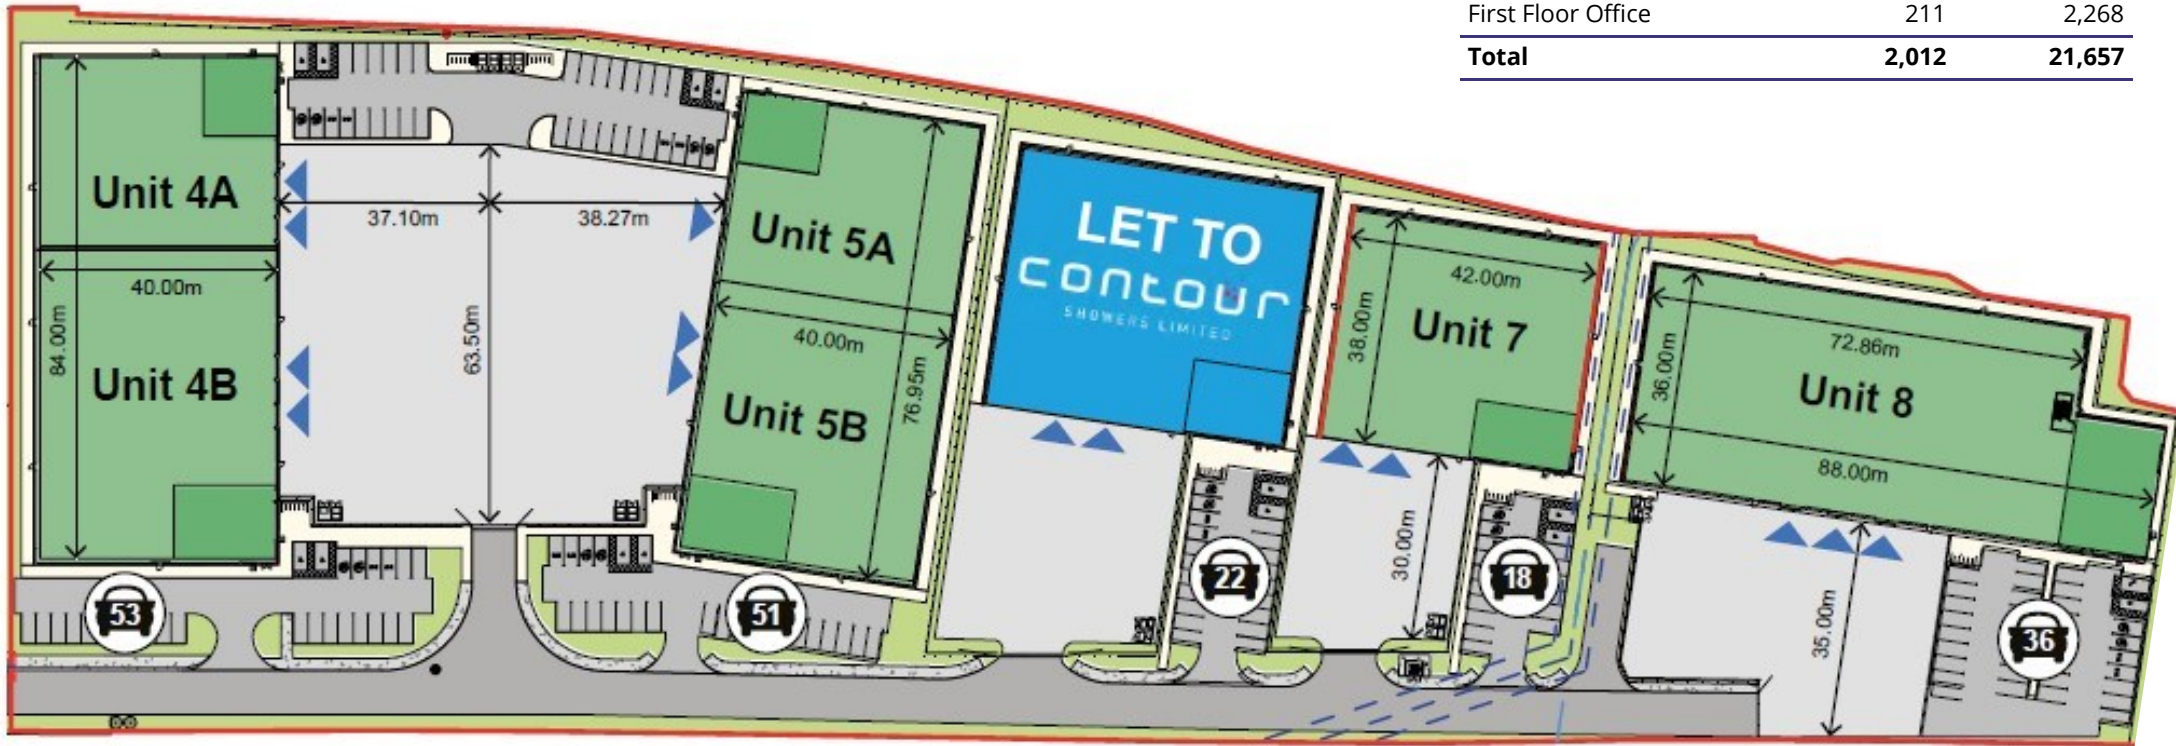 First Floor Office 211 2,268
Total 2,012 21,657
Unit 4A
37.10m
38.27m
40.00m
84.00m
63.50m
Unit 4B
53
Unit 5A
40.00m
76.95m
Unit 5B
51
LET TO
contour
SHOWERS LIMITED
22
42.00m
38.00m
Unit 7
30.00m
18
72.86m
36.00m
Unit 8
88.00m
35.00m
36